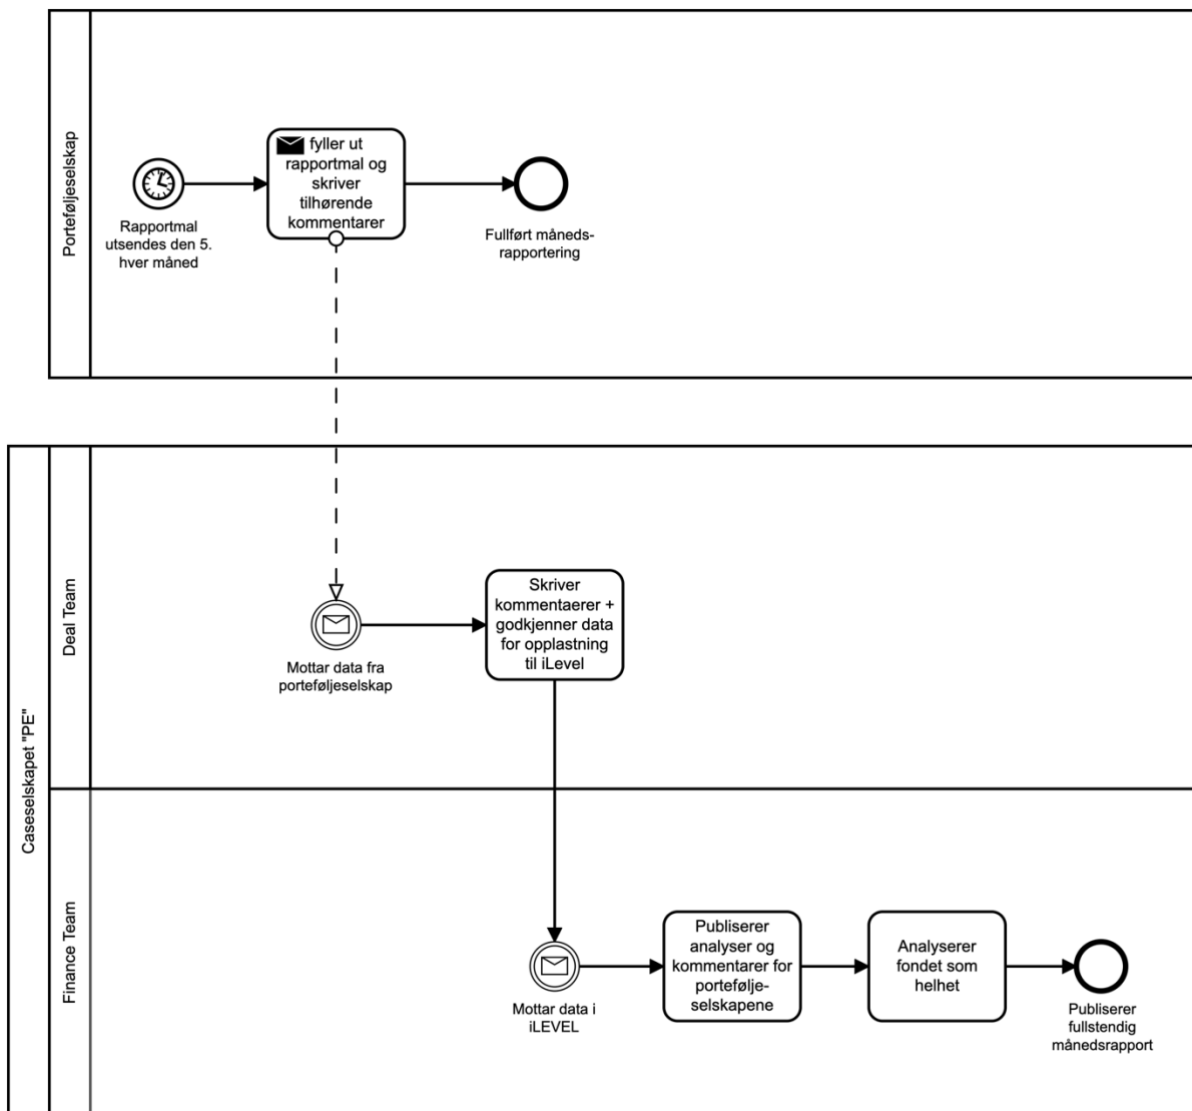 Porteføljeselskap
Rapportmal
utsendes den 5.
hver måned
fyller ut
rapportmal og
skriver
tilhørende
kommentarer
Fullført måneds-
rapportering
Caseselskapet "PE"
Deal Team
Mottar data fra
porteføljeselskap
Skriver
kommentaerer +
godkjenner data
for opplastning
til iLevel
Finance Team
Mottar data i
iLEVEL
Publiserer
analyser og
kommentarer for
portefølje-
selskapene
Analyserer
fondet som
helhet
Publiserer
fullstendig
månedsrapport